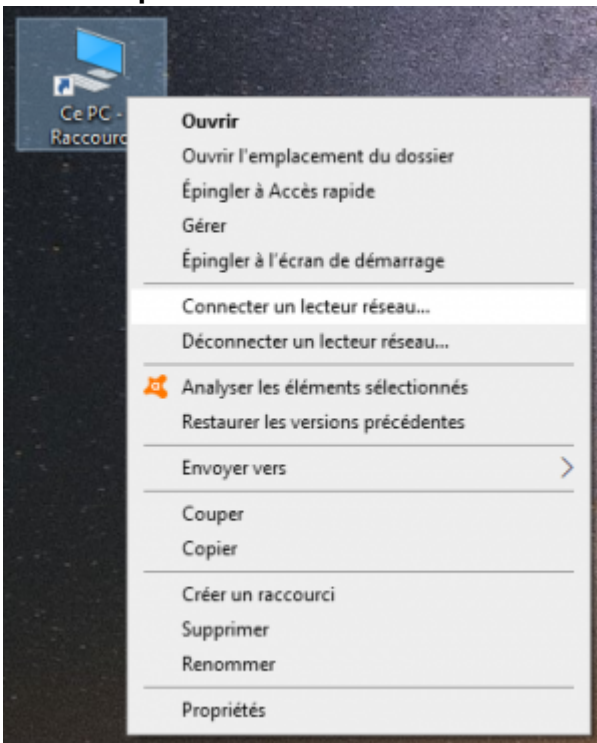 Ce PC -
Raccourc
Ouvrir
Ouvrir l'emplacement du dossier
Épingler à Accès rapide
Gérer
Épingler à l'écran de démarrage
Connecter un lecteur réseau...
Déconnecter un lecteur réseau...
Analyser les éléments sélectionnés
Restaurer les versions précédentes
Envoyer vers
Couper
Copier
Créer un raccourci
Supprimer
Renommer
Propriétés